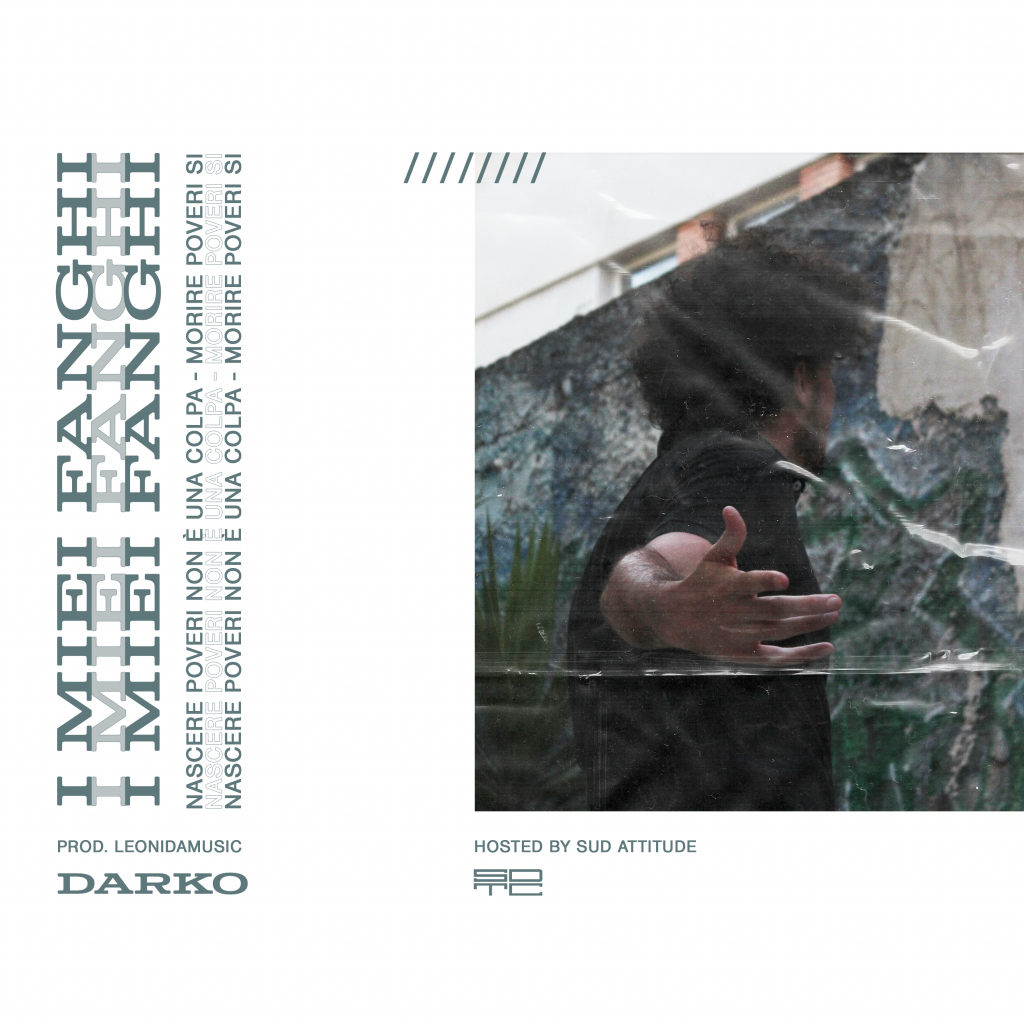 I MIEI FANGHI
I MIEI FANGHI
I MIEI FANGHI
NASCERE POVERI NON È UNA COLPA - MORIRE POVERI SI
NASCERE POVERI NON È UNA COLPA - MORIRE POVERI SI
NASCERE POVERI NON È UNA COLPA - MORIRE POVERI SI
////////
PROD. LEONIDAMUSIC
DARKO
HOSTED BY SUD ATTITUDE